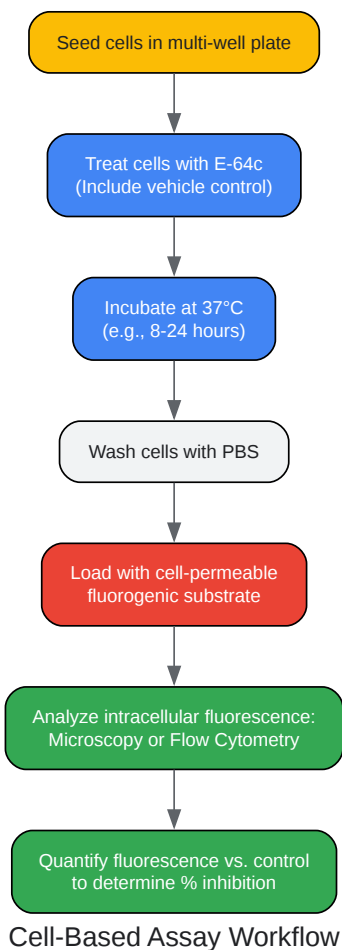 Seed cells in multi-well plate
Treat cells with E-64c
(Include vehicle control)
Incubate at 37°C
(e.g., 8-24 hours)
Wash cells with PBS
Load with cell-permeable
fluorogenic substrate
Analyze intracellular fluorescence:
Microscopy or Flow Cytometry
Quantify fluorescence vs. control
to determine % inhibition
Cell-Based Assay Workflow